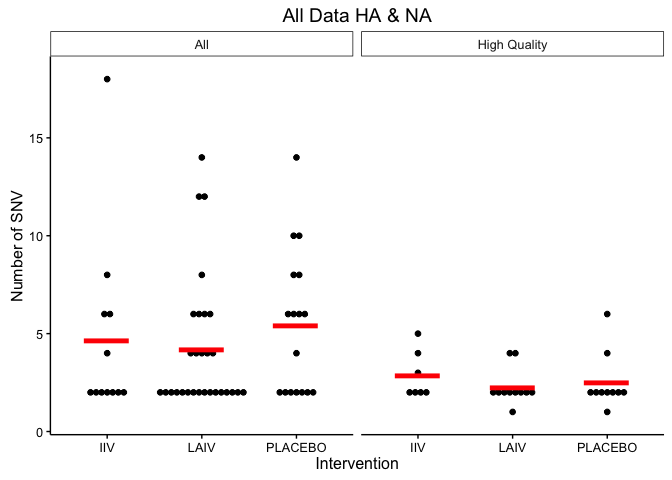 All Data HA & NA
All
High Quality
Number of SNV
15
10
5
0
IIV
LAIV
PLACEBO
IIV
LAIV
PLACEBO
Intervention